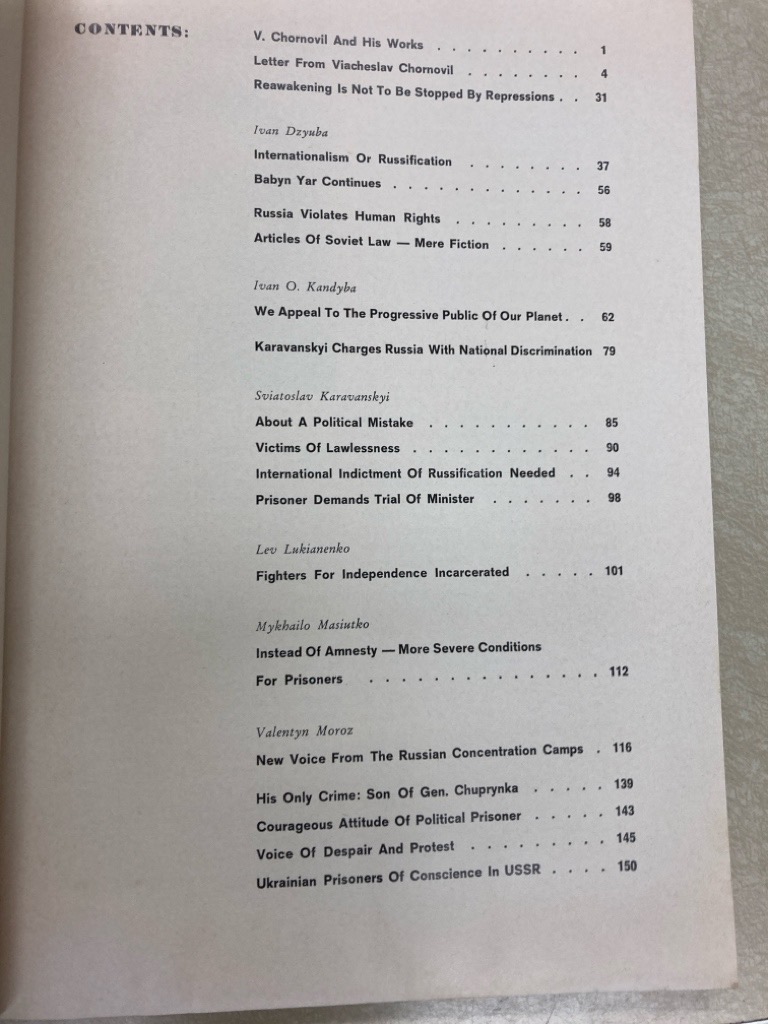 CONTENTS:
V. Chornovil And His Works . . . . . . . . . . 1
Letter From Viacheslav Chornovil . . . . . . . . 4
Reawakening Is Not To Be Stopped By Repressions . . 31
Ivan Dzyuba
Internationalism Or Russification . . . . . . . . 37
Babyn Yar Continues . . . . . . . . . . . . . 56
Russia Violates Human Rights . . . . . . . . . 58
Articles Of Soviet Law — Mere Fiction . . . . . . 59
Ivan O. Kandyba
We Appeal To The Progressive Public Of Our Planet . . 62
Karavanskyi Charges Russia With National Discrimination 79
Sviatoslav Karavanskyi
About A Political Mistake . . . . . . . . . . . 85
Victims Of Lawlessness . . . . . . . . . . . . 90
International Indictment Of Russification Needed . . 94
Prisoner Demands Trial Of Minister . . . . . . . 98
Lev Lukianenko
Fighters For Independence Incarcerated . . . . . 101
Mykhailo Masiutko
Instead Of Amnesty — More Severe Conditions
For Prisoners . . . . . . . . . . . . . . . 112
Valentyn Moroz
New Voice From The Russian Concentration Camps . 116
His Only Crime: Son Of Gen. Chuprynka . . . . . 139
Courageous Attitude Of Political Prisoner . . . . . 143
Voice Of Despair And Protest . . . . . . . . . 145
Ukrainian Prisoners Of Conscience In USSR . . . . 150